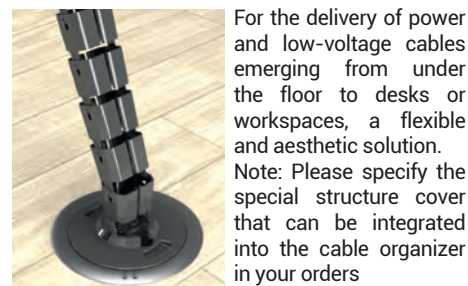 For the delivery of power
and low-voltage cables
emerging from under
the floor to desks or
workspaces, a flexible
and aesthetic solution.
Note: Please specify the
special structure cover
that can be integrated
into the cable organizer
in your orders